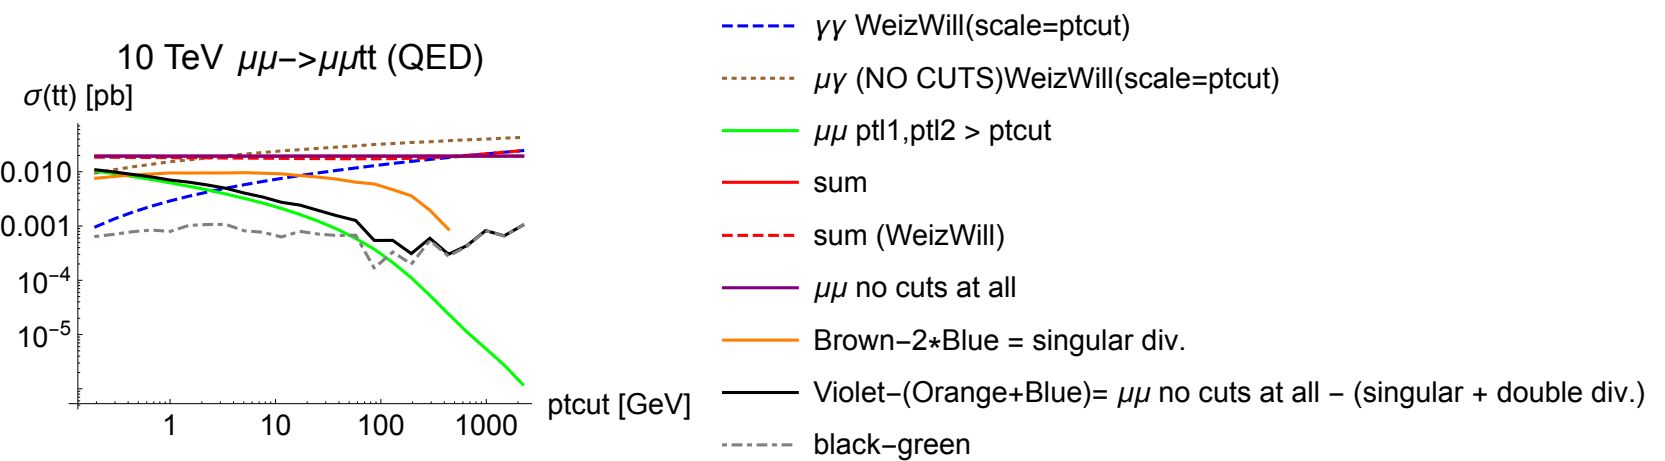 10 TeV μμ−>μμtt (QED)
σ(tt) [pb]
0.010
0.001
10⁻⁴
10⁻⁵
1
10
100
1000
ptcut [GeV]
γγ WeizWill(scale=ptcut)
μγ (NO CUTS)WeizWill(scale=ptcut)
μμ ptl1,ptl2 > ptcut
sum
sum (WeizWill)
μμ no cuts at all
Brown−2*Blue = singular div.
Violet−(Orange+Blue)= μμ no cuts at all − (singular + double div.)
black−green